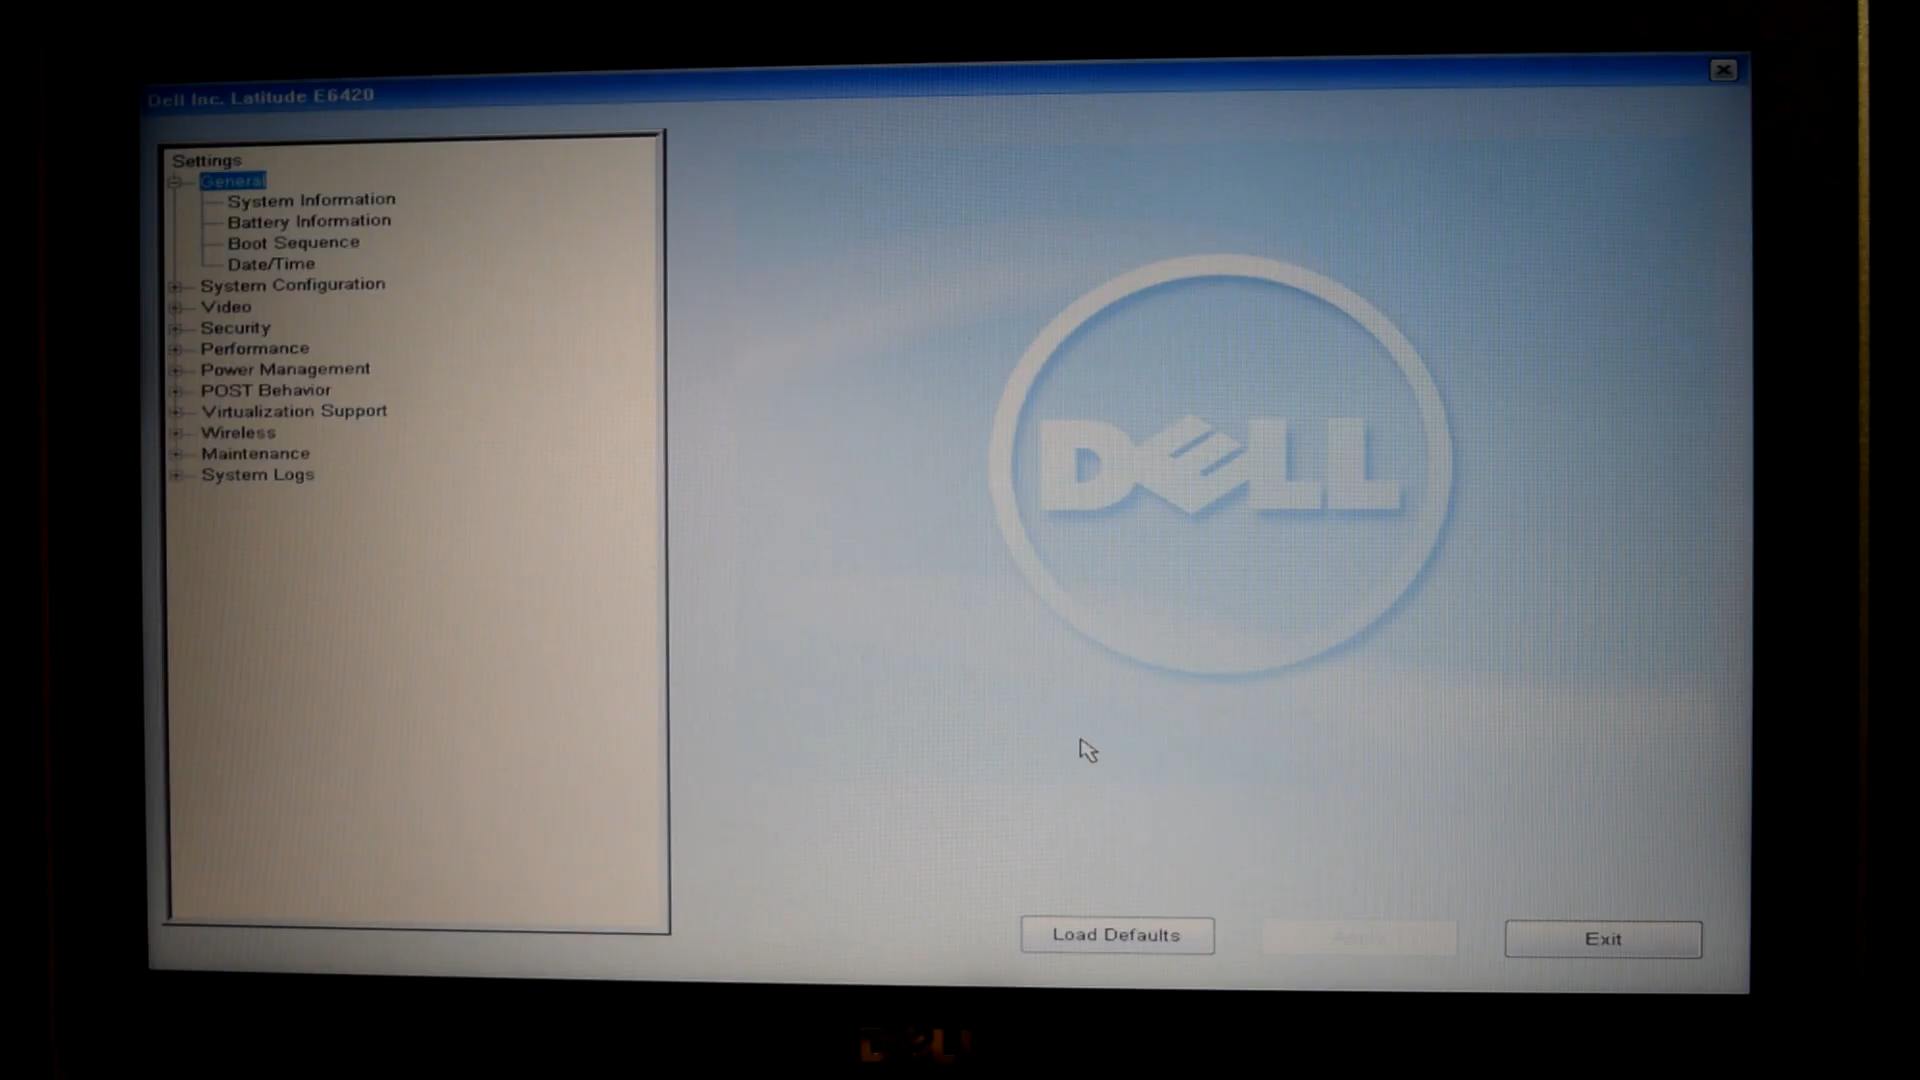 Dell Inc. Latitude E6420
Settings
General
System Information
Battery Information
Boot Sequence
Date/Time
System Configuration
Video
Security
Performance
Power Management
POST Behavior
Virtualization Support
Wireless
Maintenance
System Logs
DELL
Load Defaults
Exit
DELL